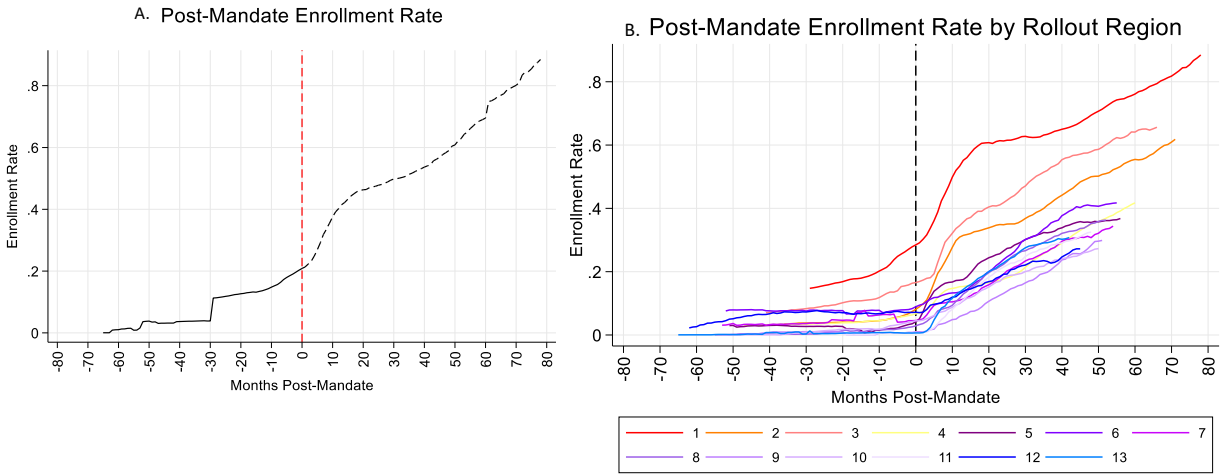 A. Post-Mandate Enrollment Rate
.8
.6
.4
.2
0
Enrollment Rate
-80 -70 -60 -50 -40 -30 -20 -10 0 10 20 30 40 50 60 70 80
Months Post-Mandate
B. Post-Mandate Enrollment Rate by Rollout Region
.8
.6
.4
.2
0
Enrollment Rate
-80 -70 -60 -50 -40 -30 -20 -10 0 10 20 30 40 50 60 70 80
Months Post-Mandate
1 2 3 4 5 6 7
8 9 10 11 12 13